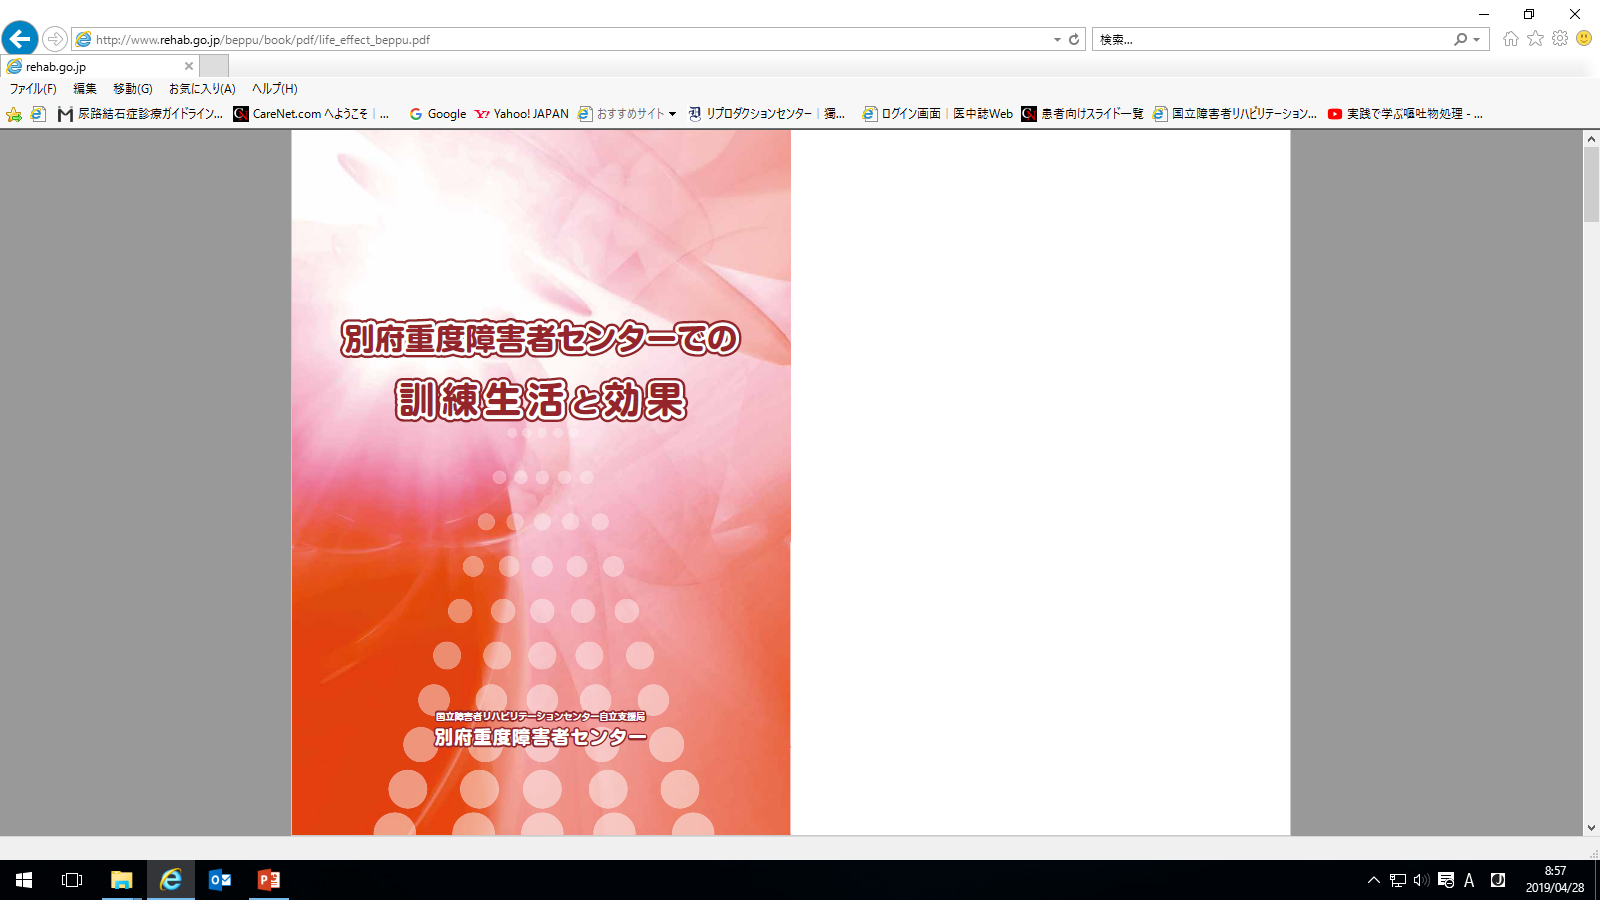 http://www.rehab.go.jp/beppu/book/pdf/life_effect_beppu.pdf
検索...
rehab.go.jp
ファイル(F) 編集 移動(G) お気に入り(A) ヘルプ(H)
尿路結石症診療ガイドライン... CareNet.com へようこそ | ... Google Yahoo! JAPAN おすすめサイト リプロダクションセンター | 獨... ログイン画面 | 医中誌Web 患者向けスライド一覧 国立障害者リハビリテーション... 実践で学ぶ嘔吐物処理 - ...
別府重度障害者センターでの
訓練生活と効果
国立障害者リハビリテーションセンター自立支援局
別府重度障害者センター
A
8:57
2019/04/28